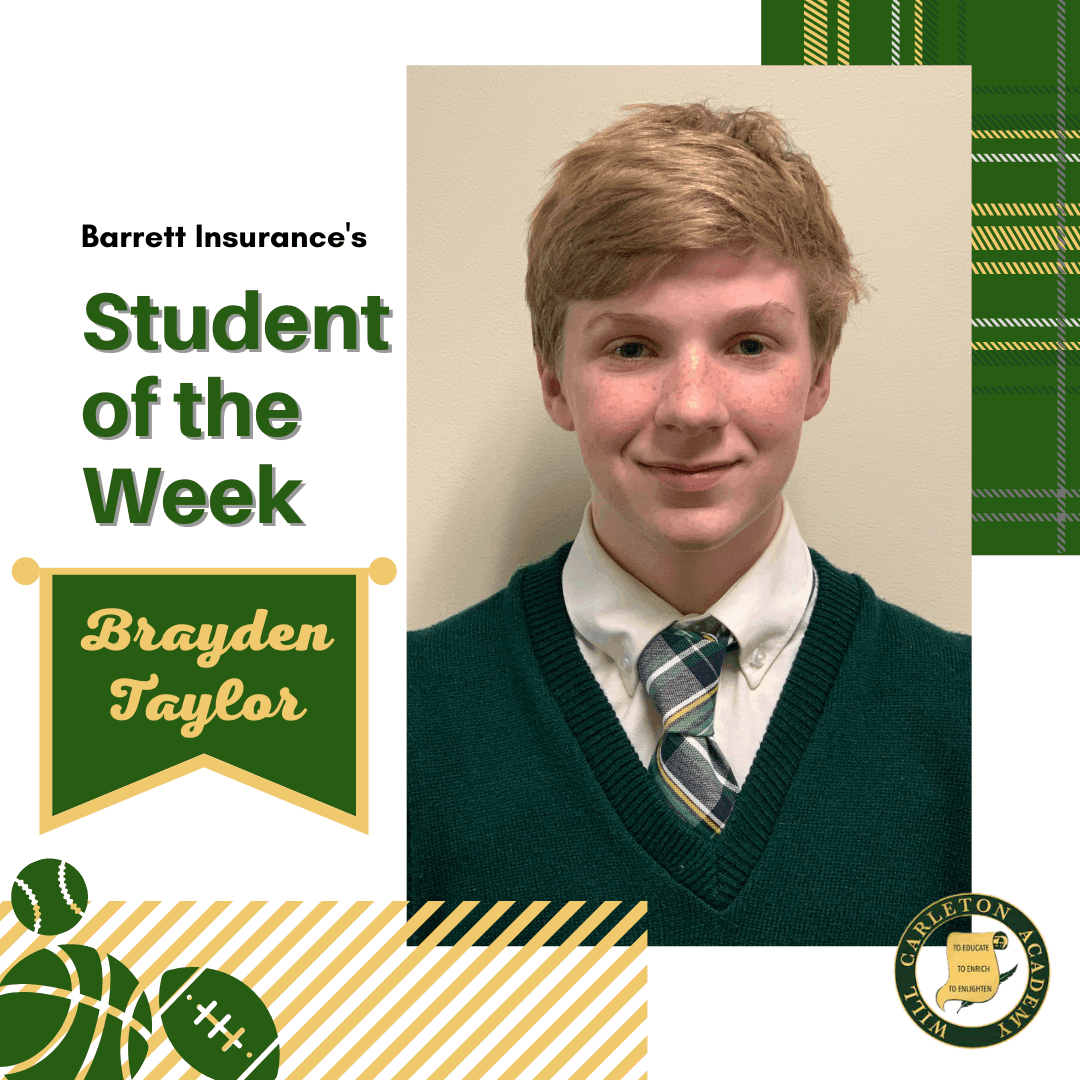 Barrett Insurance's
Student
of the
Week
Brayden
Taylor
WILL CARLETON ACADEMY
TO EDUCATE
TO ENRICH
TO ENLIGHTEN